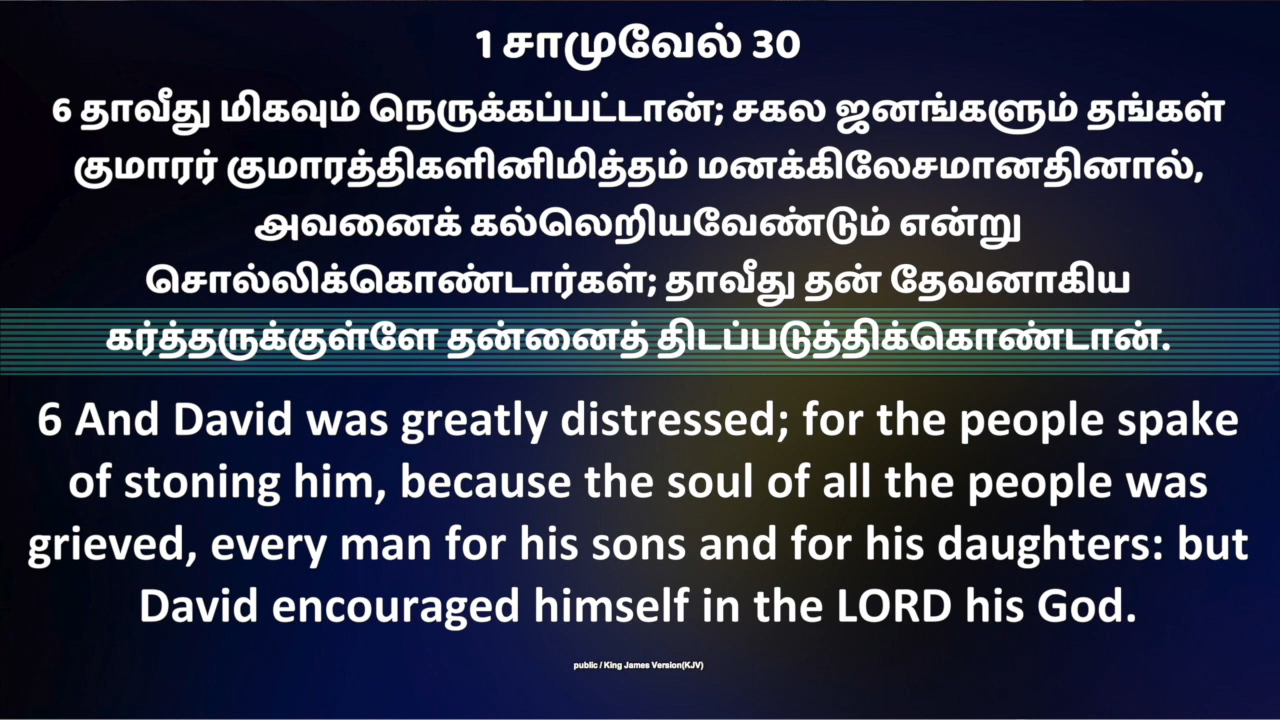 1 சாமுவேல் 30
6 தாவீது மிகவும் நெருக்கப்பட்டான்; சகல ஜனங்களும் தங்கள்
குமாரர் குமாரத்திகளினிமித்தம் மனக்கிலேசமானதினால்,
அவனைக் கல்லெறியவேண்டும் என்று
சொல்லிக்கொண்டார்கள்; தாவீது தன் தேவனாகிய
கர்த்தருக்குள்ளே தன்னைத் திடப்படுத்திக்கொண்டான்.
6 And David was greatly distressed; for the people spake
of stoning him, because the soul of all the people was
grieved, every man for his sons and for his daughters: but
David encouraged himself in the LORD his God.
public / King James Version(KJV)